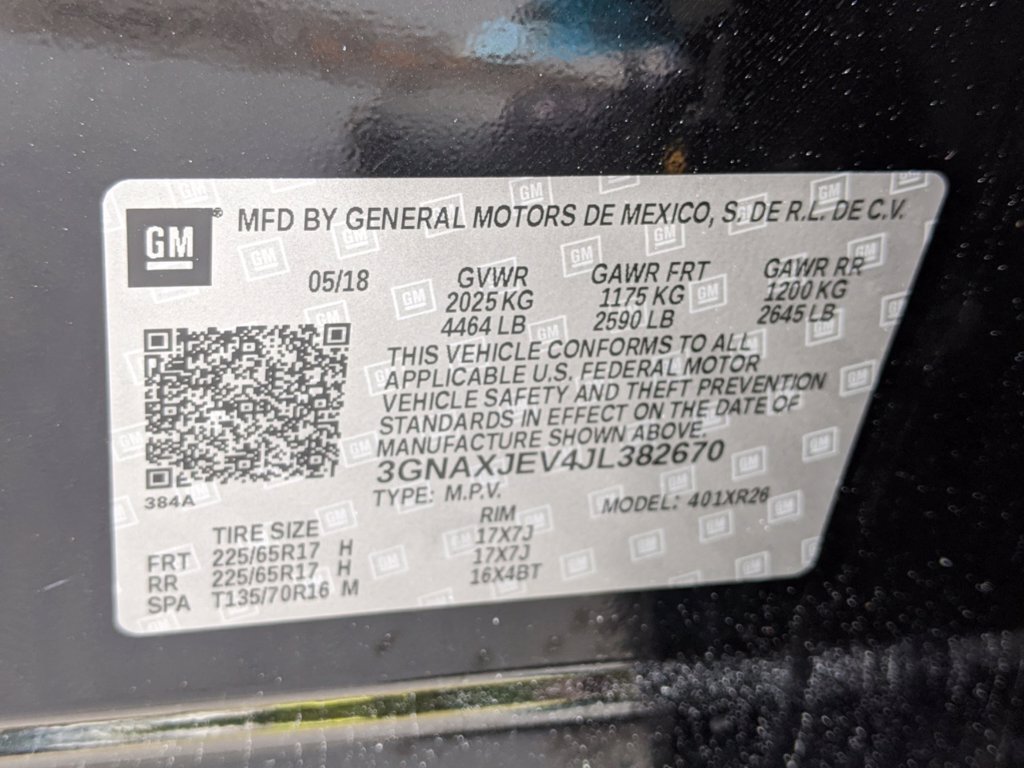 GM
MFD BY GENERAL MOTORS DE MEXICO, S. DE R.L. DE C.V.
05/18 GVWR GAWR FRT GAWR RR
2025 KG 1175 KG 1200 KG
4464 LB 2590 LB 2645 LB
THIS VEHICLE CONFORMS TO ALL
APPLICABLE U.S. FEDERAL MOTOR
VEHICLE SAFETY AND THEFT PREVENTION
STANDARDS IN EFFECT ON THE DATE OF
MANUFACTURE SHOWN ABOVE.
3GNAXJEV4JL382670
384A
TYPE: M.P.V. MODEL: 401XR26
TIRE SIZE RIM
FRT 225/65R17 H 17X7J
RR 225/65R17 H 17X7J
SPA T135/70R16 M 16X4BT